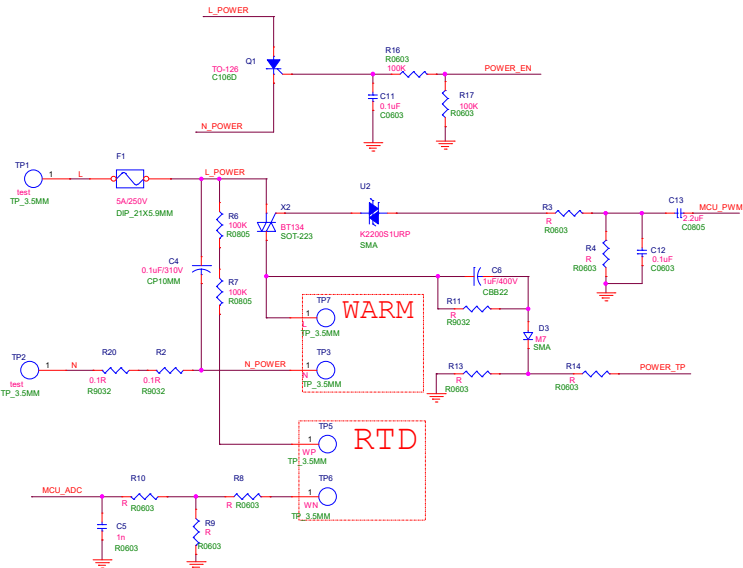 L_POWER
Q1
TO-126
C106D
N_POWER
R16
R0603
100K
POWER_EN
C11
0.1uF
C0603
R17
100K
R0603
TP1
1
L
test
TP_3.5MM
F1
5A/250V
DIP_21X5.9MM
L_POWER
R6
100K
R0805
X2
BT134
SOT-223
U2
K2200S1URP
SMA
R3
R
R0603
C13
2.2uF
C0805
MCU_PWM
R4
R
R0603
C12
0.1uF
C0603
C4
0.1uF/310V
CP10MM
R7
100K
R0805
C6
1uF/400V
CBB22
R11
R
R9032
D3
M7
SMA
TP7
WARM
1
L
TP_3.5MM
TP3
1
N
TP_3.5MM
TP2
1
N
test
TP_3.5MM
R20
0.1R
R9032
R2
0.1R
R9032
N_POWER
R13
R
R0603
R14
R
R0603
POWER_TP
TP5
RTD
1
WP
TP_3.5MM
TP6
1
WN
TP_3.5MM
MCU_ADC
R10
R
R0603
R8
R
R0603
C5
1n
R0603
R9
R
R0603